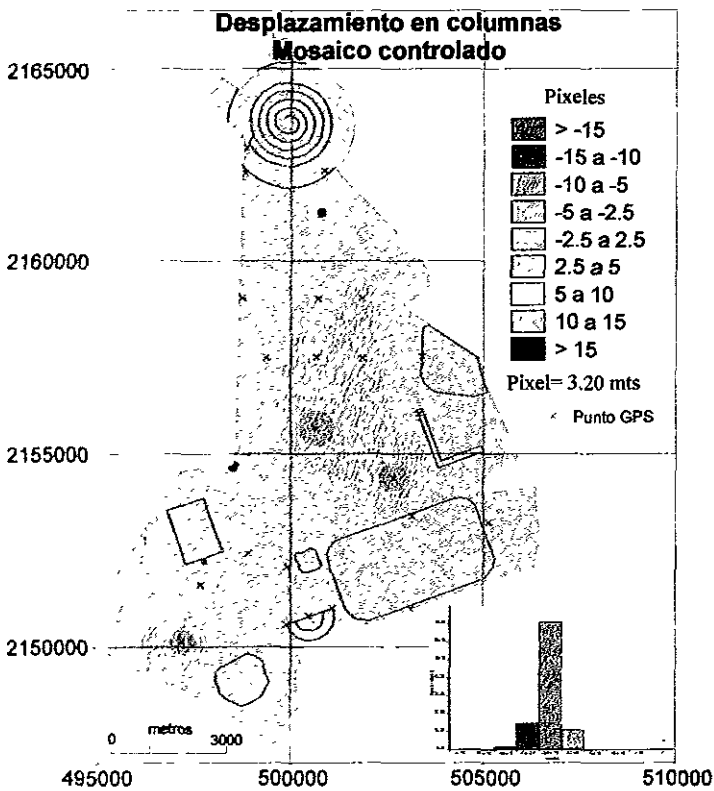 Desplazamiento en columnas
Mosaico controlado
2165000
2160000
2155000
2150000
Pixeles
> -15
-15 a -10
-10 a -5
-5 a -2.5
-2.5 a 2.5
2.5 a 5
5 a 10
10 a 15
> 15
Pixel= 3.20 mts
× Punto GPS
metros
0 3000
495000 500000 505000 510000